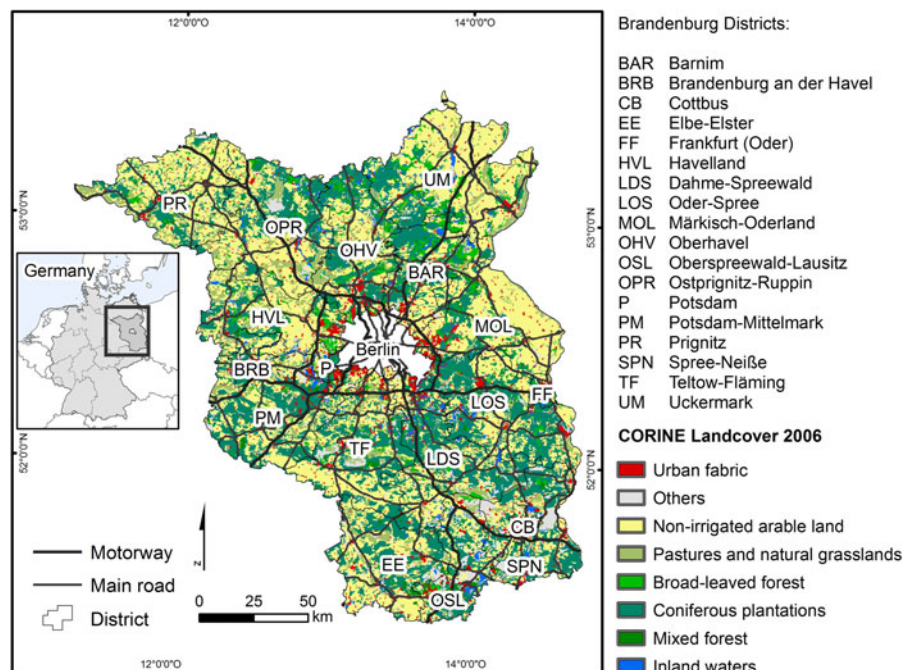 12°0'0"O
14°0'0"O
53°0'0"N
53°0'0"N
52°0'0"N
52°0'0"N
12°0'0"O
14°0'0"O
PR
OPR
UM
OHV
BAR
HVL
MOL
Berlin
BRB
P
PM
LOS
FF
TF
LDS
CB
EE
SPN
OSL
Germany
Motorway
Main road
District
N
0 25 50
km
Brandenburg Districts:
BAR Barnim
BRB Brandenburg an der Havel
CB Cottbus
EE Elbe-Elster
FF Frankfurt (Oder)
HVL Havelland
LDS Dahme-Spreewald
LOS Oder-Spree
MOL Märkisch-Oderland
OHV Oberhavel
OSL Oberspreewald-Lausitz
OPR Ostprignitz-Ruppin
P Potsdam
PM Potsdam-Mittelmark
PR Prignitz
SPN Spree-Neiße
TF Teltow-Fläming
UM Uckermark
CORINE Landcover 2006
Urban fabric
Others
Non-irrigated arable land
Pastures and natural grasslands
Broad-leaved forest
Coniferous plantations
Mixed forest
Inland waters